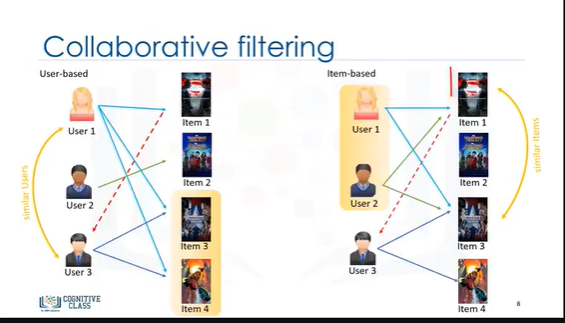 Collaborative filtering
User-based
User 1
User 2
User 3
similar Users
Item 1
Item 2
Item 3
Item 4
Item-based
User 1
User 2
User 3
Item 1
Item 2
Item 3
Item 4
similar Items
COGNITIVE
CLASS
8